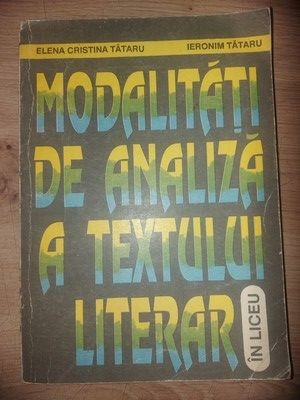 ELENA CRISTINA TĂTARU IERONIM TĂTARU
MODALITĂȚI
DE ANALIZĂ
A TEXTULUI
LITERAR
ÎN LICEU